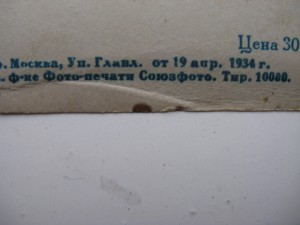 Цена 30
Москва, Уп. Главл. от 19 апр. 1934 г.
ф-ке Фото-печати Союзфото. Тир. 10000.